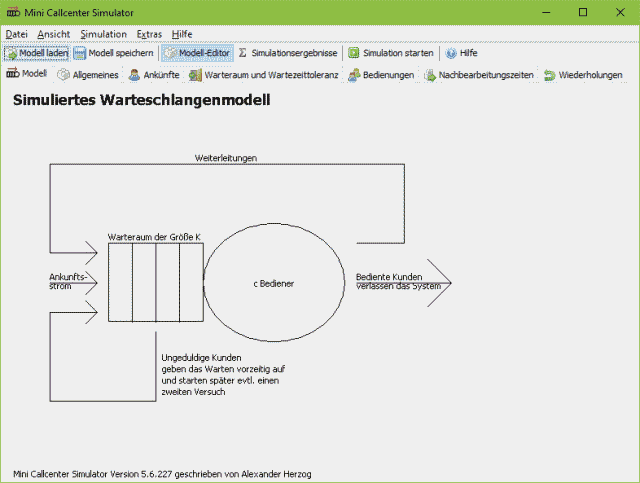 Mini Callcenter Simulator
Datei Ansicht Simulation Extras Hilfe
Modell laden Modell speichern Modell-Editor Σ Simulationsergebnisse Simulation starten Hilfe
Modell Allgemeines Ankünfte Warteraum und Wartezeittoleranz Bedienungen Nachbearbeitungszeiten Wiederholungen
Simuliertes Warteschlangenmodell
Weiterleitungen
Warteraum der Größe K
Ankunfts-
strom
c Bediener
Bediente Kunden
verlassen das System
Ungeduldige Kunden
geben das Warten vorzeitig auf
und starten später evtl. einen
zweiten Versuch
Mini Callcenter Simulator Version 5.6.227 geschrieben von Alexander Herzog